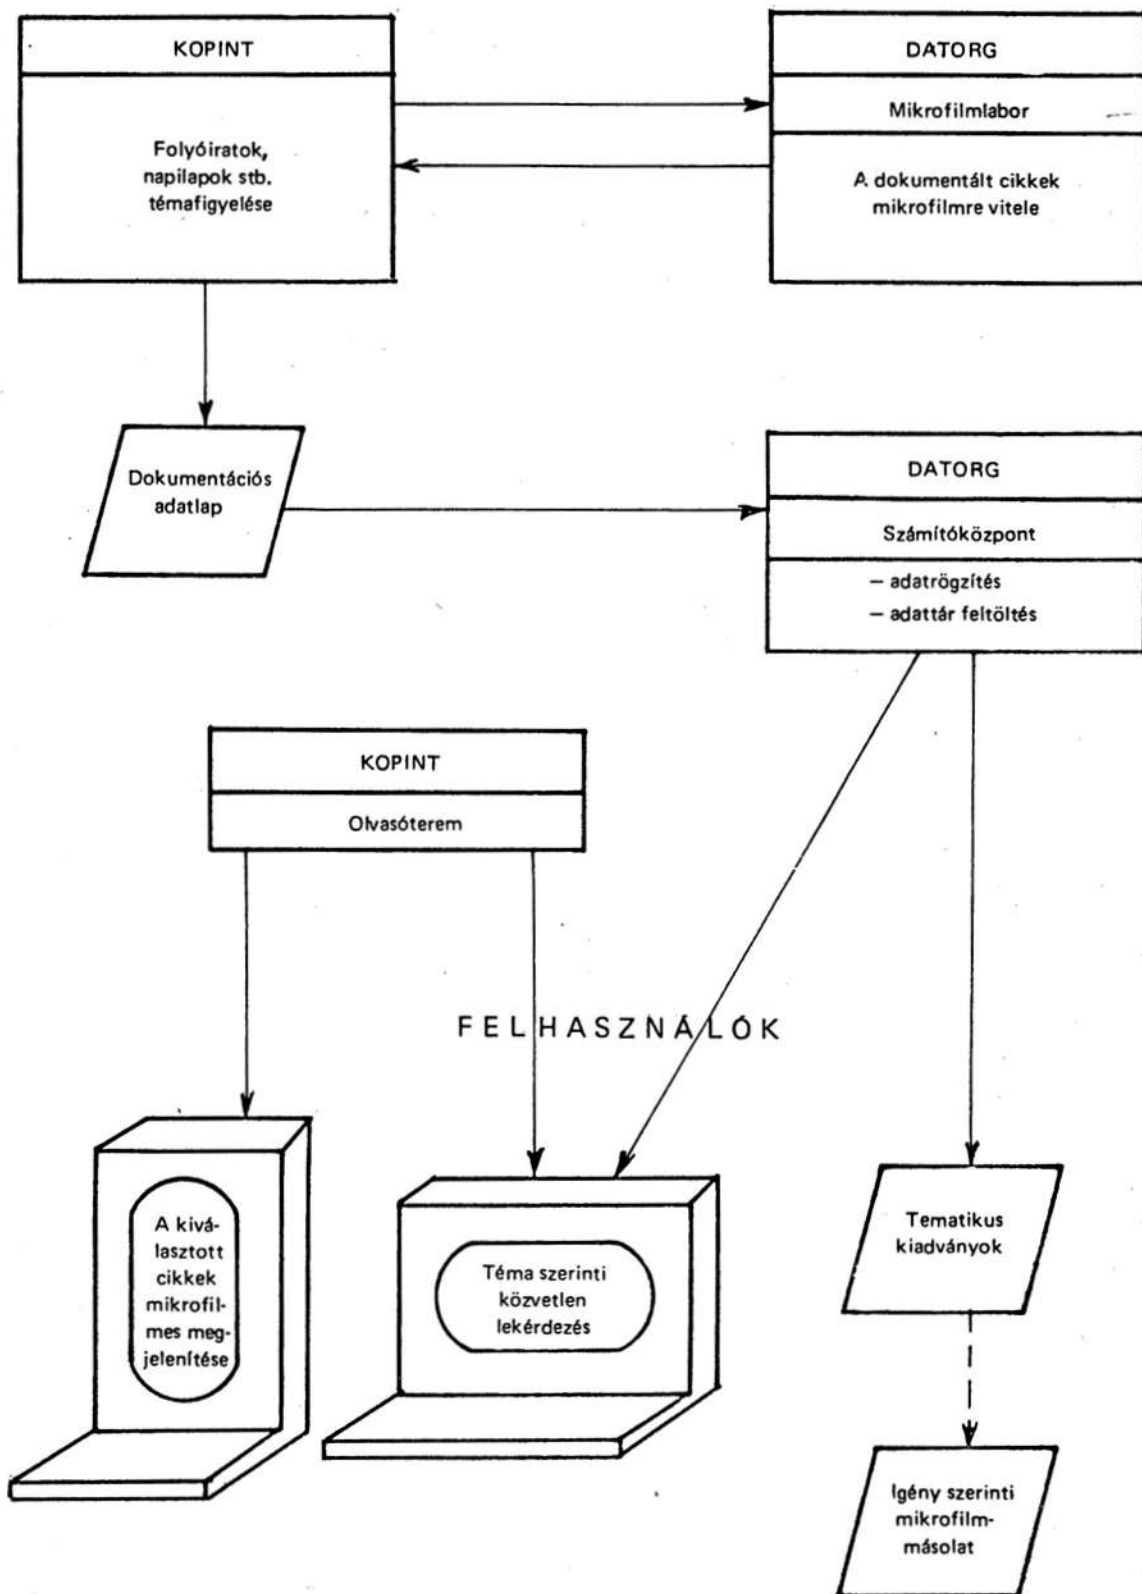 KOPINT
Folyóiratok,
napilapok stb.
témafigyelése
DATORG
Mikrofilmlabor
A dokumentált cikkek
mikrofilmre vitele
Dokumentációs
adatlap
DATORG
Számítóközpont
– adatrögzítés
– adattár feltöltés
KOPINT
Olvasóterem
FELHASZNÁLÓK
A kivá-
lasztott
cikkek
mikrofil-
mes meg-
jelenítése
Téma szerinti
közvetlen
lekérdezés
Tematikus
kiadványok
Igény szerinti
mikrofilm-
másolat